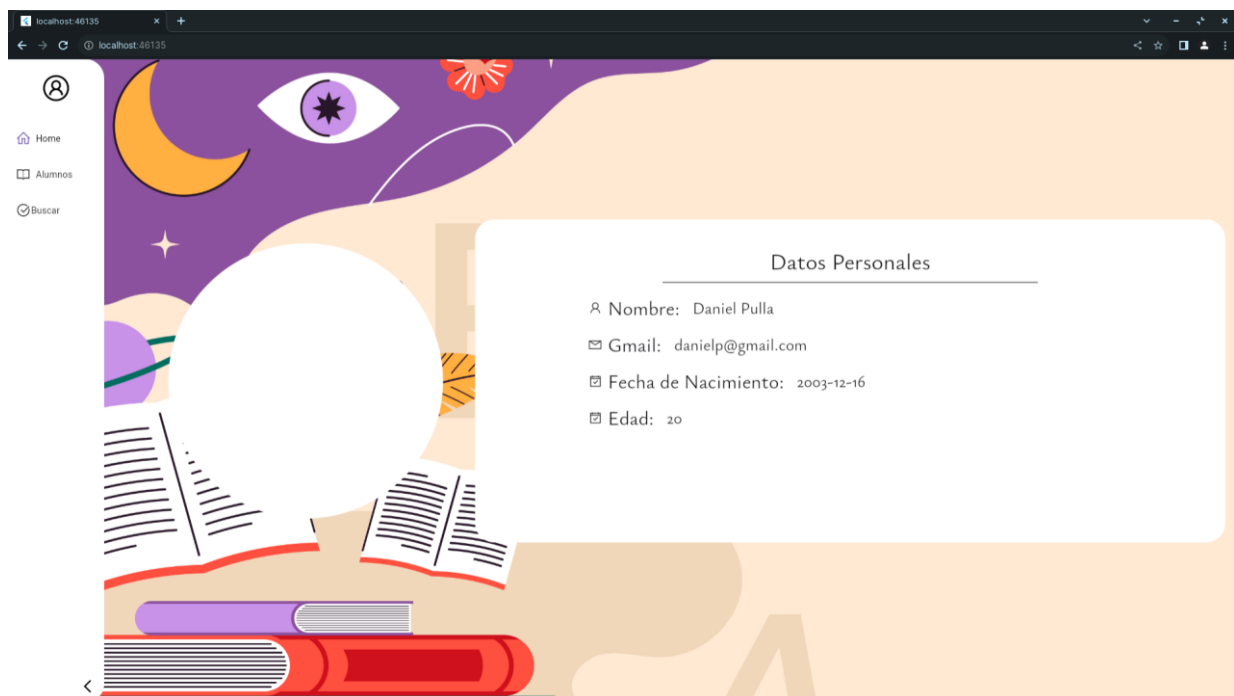 localhost:46135
localhost:46135
Home
Alumnos
Buscar
Datos Personales
Nombre: Daniel Pulla
Gmail: danielp@gmail.com
Fecha de Nacimiento: 2003-12-16
Edad: 20